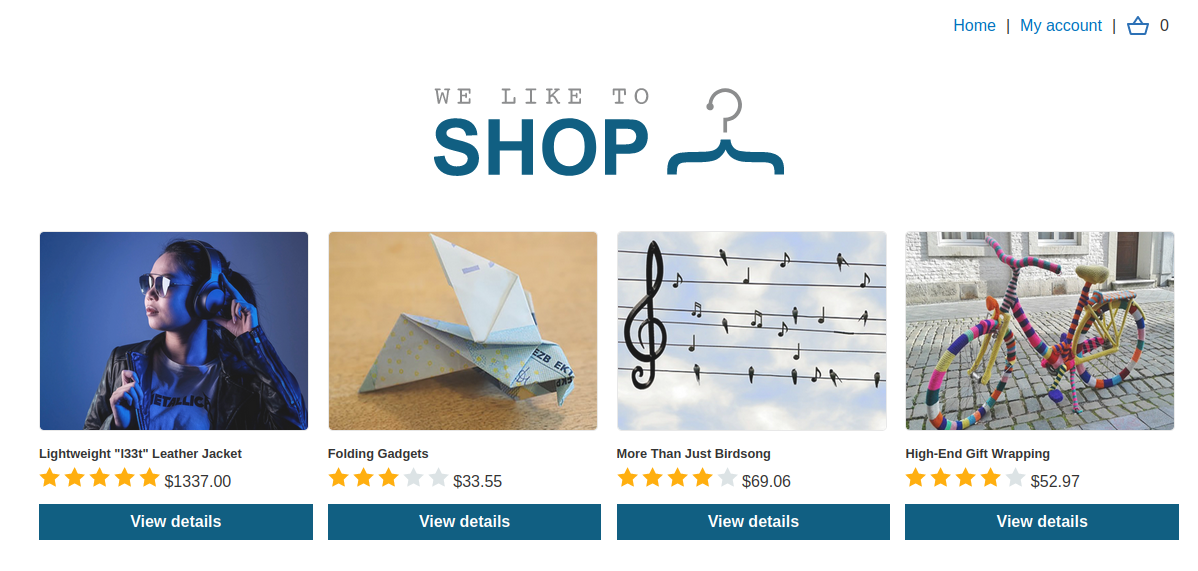 Home | My account | 0
WE LIKE TO
SHOP
METALLICA
EZB EKT
Lightweight "l33t" Leather Jacket
Folding Gadgets
More Than Just Birdsong
High-End Gift Wrapping
$1337.00
$33.55
$69.06
$52.97
View details
View details
View details
View details